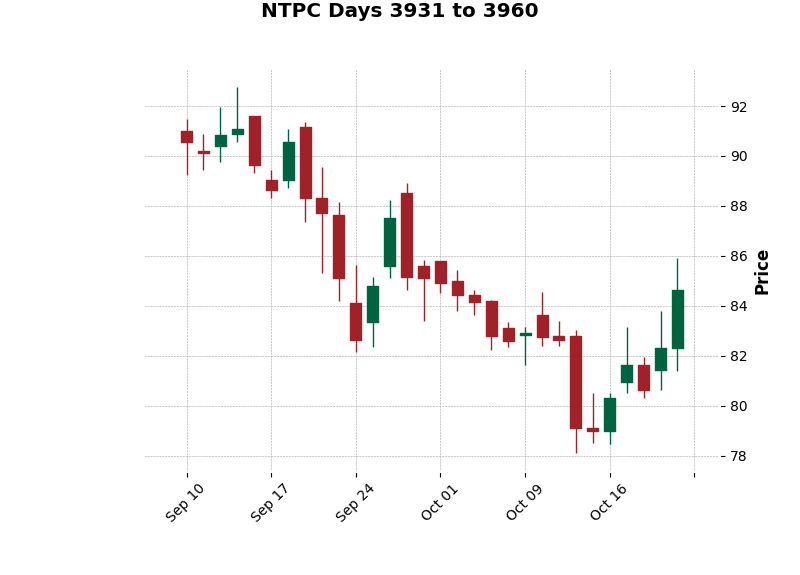 NTPC Days 3931 to 3960
92
90
88
86
84
82
80
78
Price
Sep 10
Sep 17
Sep 24
Oct 01
Oct 09
Oct 16